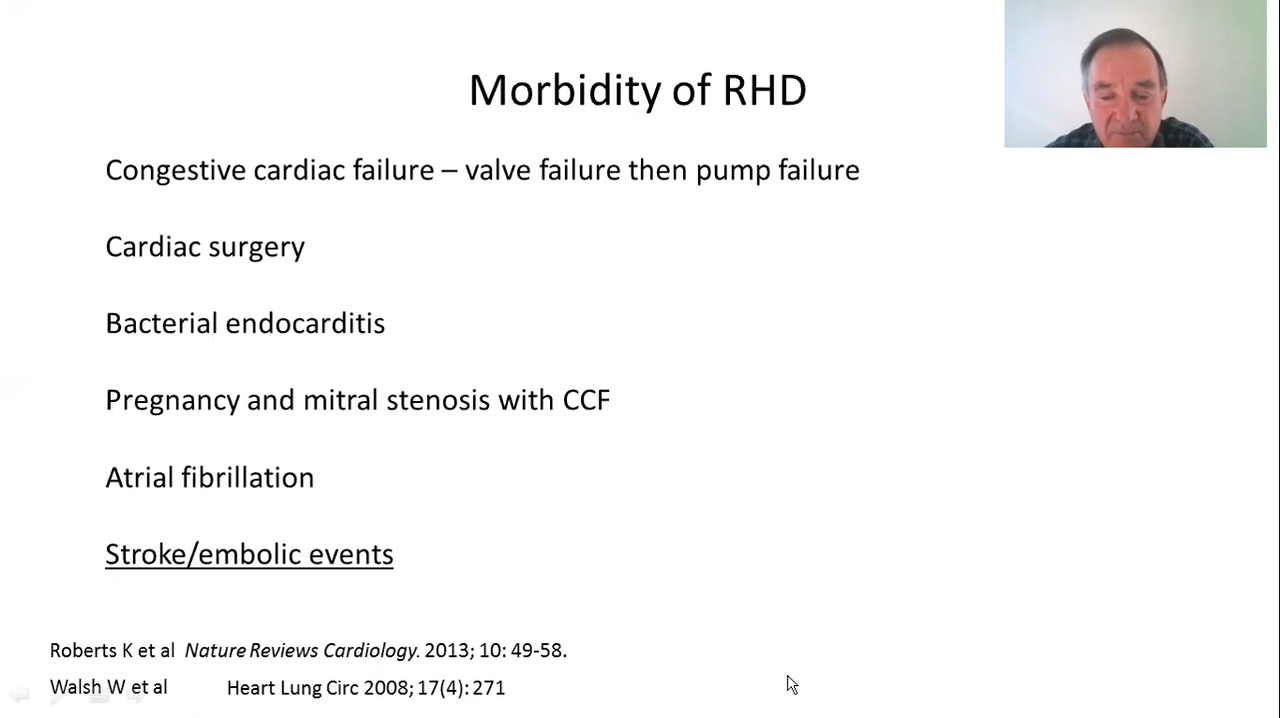 Morbidity of RHD
Congestive cardiac failure – valve failure then pump failure
Cardiac surgery
Bacterial endocarditis
Pregnancy and mitral stenosis with CCF
Atrial fibrillation
Stroke/embolic events
Roberts K et al Nature Reviews Cardiology. 2013; 10: 49-58.
Walsh W et al Heart Lung Circ 2008; 17(4): 271